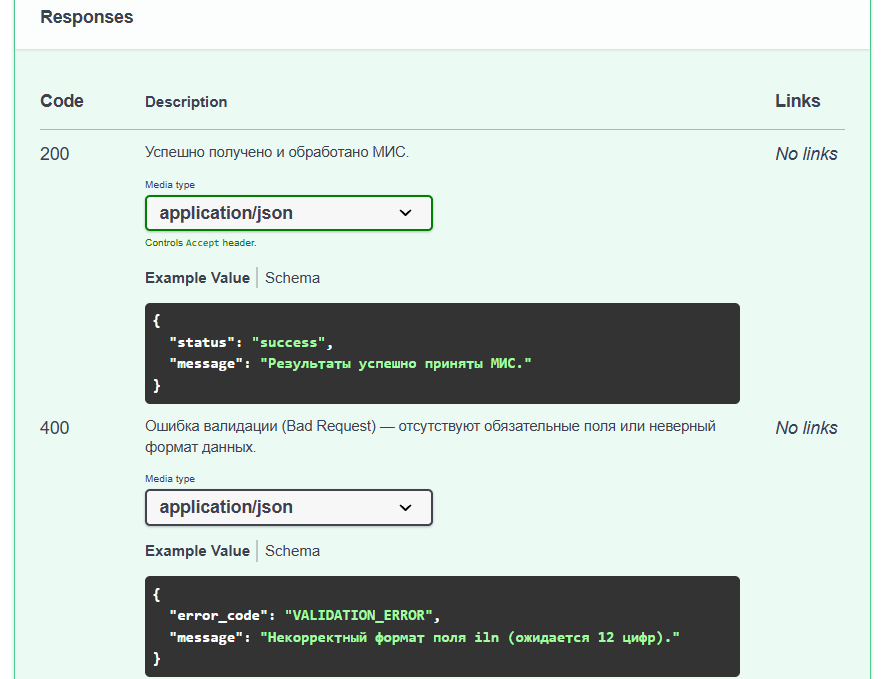 Responses
Code Description Links
200 Успешно получено и обработано МИС. No links
Media type
application/json
Controls Accept header.
Example Value Schema
{
"status": "success",
"message": "Результаты успешно приняты МИС."
}
400 Ошибка валидации (Bad Request) — отсутствуют обязательные поля или неверный No links
формат данных.
Media type
application/json
Example Value Schema
{
"error_code": "VALIDATION_ERROR",
"message": "Некорректный формат поля iln (ожидается 12 цифр)."
}